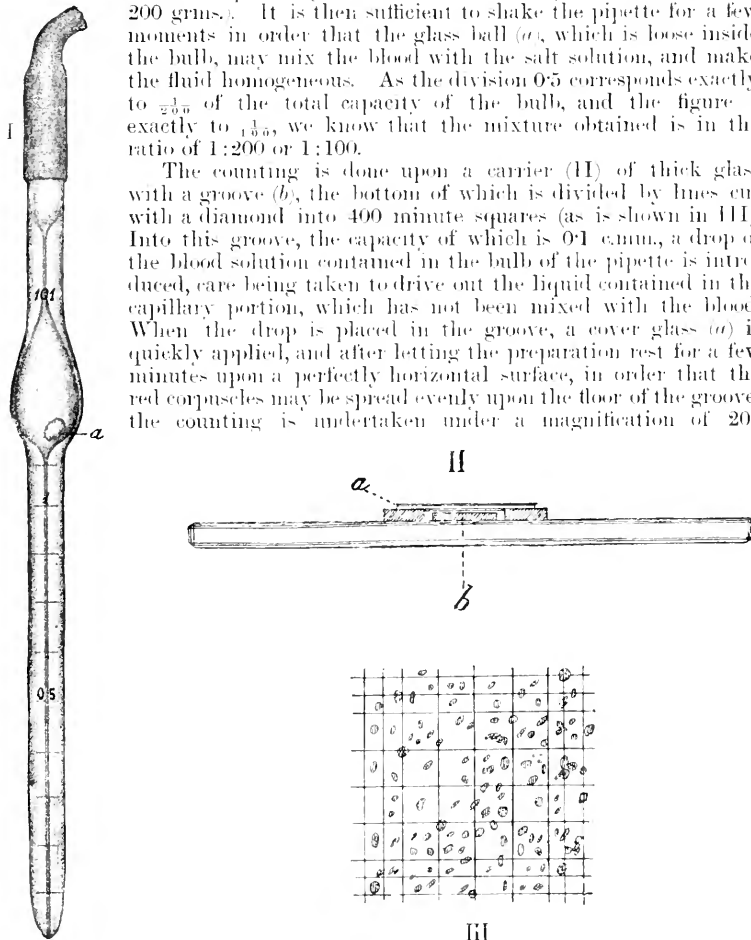 200 grms.). It is then sufficient to shake the pipette for a few
moments in order that the glass ball (a), which is loose inside
the bulb, may mix the blood with the salt solution, and make
the fluid homogeneous. As the division 0·5 corresponds exactly
to 1/200 of the total capacity of the bulb, and the figure
exactly to 1/100, we know that the mixture obtained is in th
ratio of 1:200 or 1:100.
The counting is done upon a carrier (II) of thick glas
with a groove (b), the bottom of which is divided by lines cu
with a diamond into 400 minute squares (as is shown in III
Into this groove, the capacity of which is 0·1 c.mm., a drop o
the blood solution contained in the bulb of the pipette is intro
duced, care being taken to drive out the liquid contained in th
capillary portion, which has not been mixed with the blood
When the drop is placed in the groove, a cover glass (a) i
quickly applied, and after letting the preparation rest for a few
minutes upon a perfectly horizontal surface, in order that th
red corpuscles may be spread evenly upon the floor of the groove
the counting is undertaken under a magnification of 20
I
101
a
1
0·5
II
a
b
III